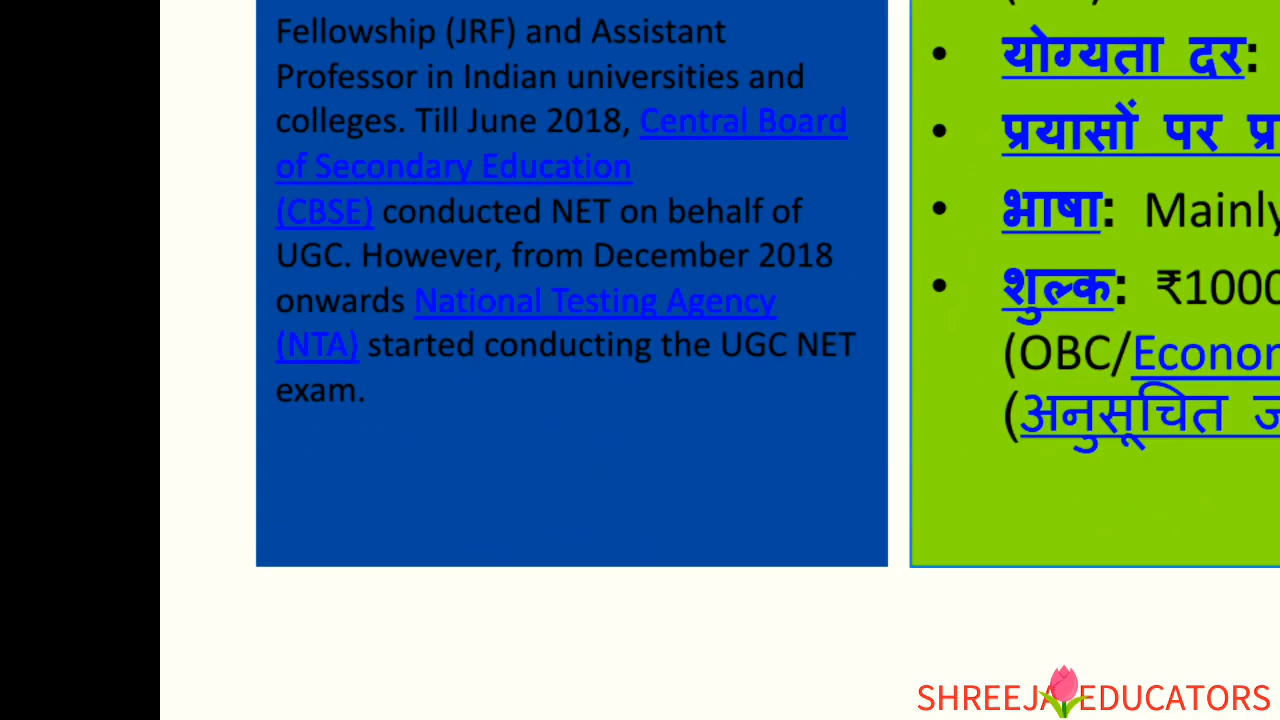 Fellowship (JRF) and Assistant
Professor in Indian universities and
colleges. Till June 2018, Central Board
of Secondary Education
(CBSE) conducted NET on behalf of
UGC. However, from December 2018
onwards National Testing Agency
(NTA) started conducting the UGC NET
exam.
• योग्यता दर:
• प्रयासों पर
• भाषा: Mainly
• शुल्क: ₹1000
(OBC/Econor
(अनुसूचित
SHREEJA EDUCATORS